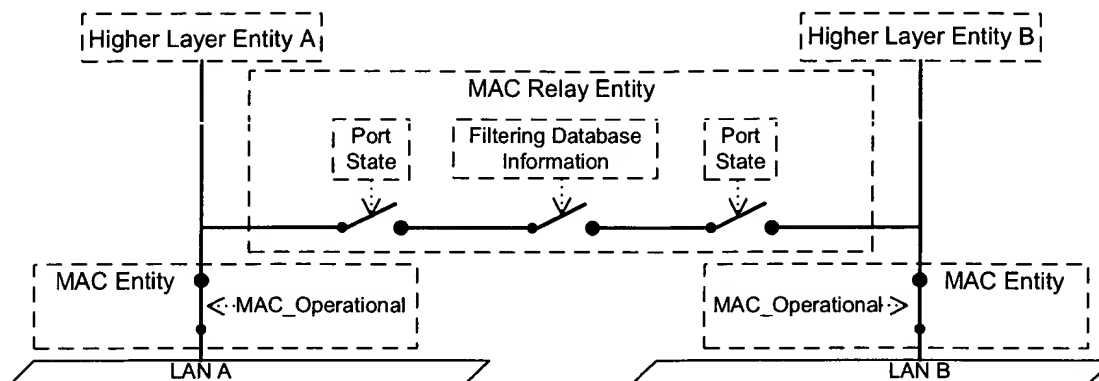 Higher Layer Entity A
Higher Layer Entity B
MAC Relay Entity
Port
State
Filtering Database
Information
Port
State
MAC Entity
MAC_Operational
MAC_Operational
MAC Entity
LAN A
LAN B